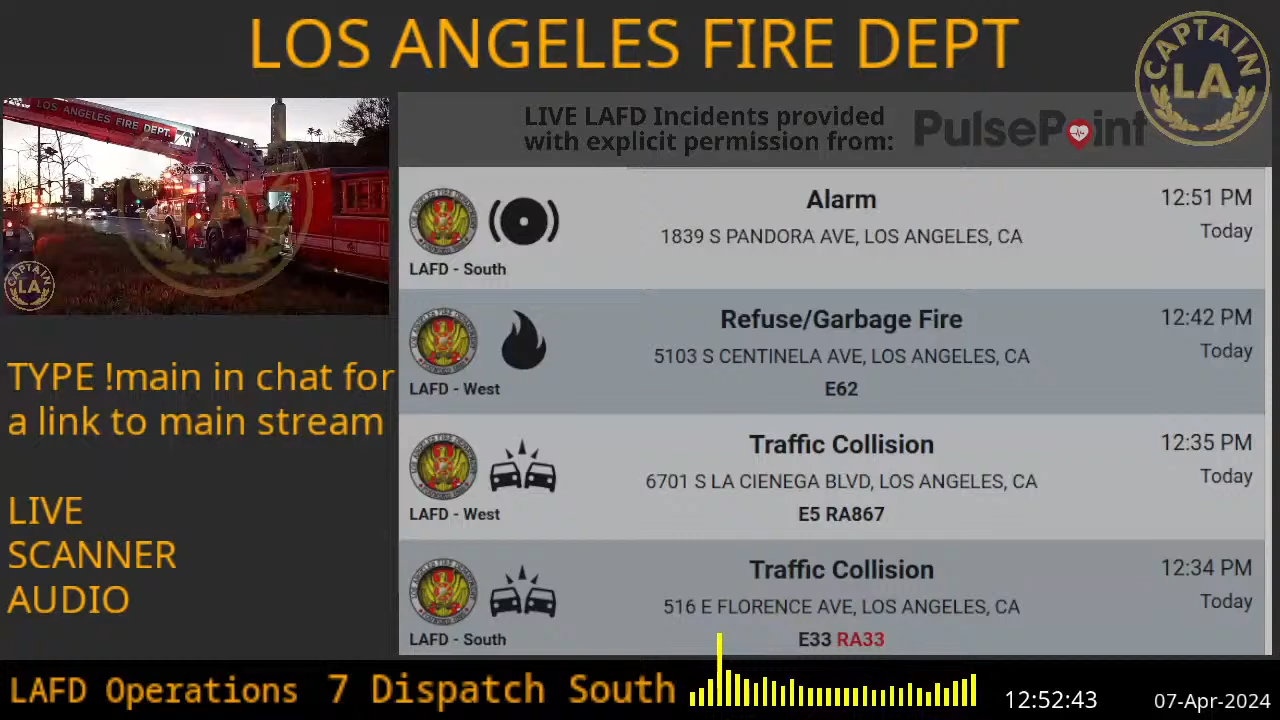 LOS ANGELES FIRE DEPT
CAPTAIN
LA
LOS ANGELES FIRE DEPT.
CAPTAIN
LA
LIVE LAFD Incidents provided
with explicit permission from:
PulsePoint
Alarm
12:51 PM
1839 S PANDORA AVE, LOS ANGELES, CA
Today
LAFD - South
Refuse/Garbage Fire
12:42 PM
5103 S CENTINELA AVE, LOS ANGELES, CA
Today
LAFD - West
E62
Traffic Collision
12:35 PM
6701 S LA CIENEGA BLVD, LOS ANGELES, CA
Today
LAFD - West
E5 RA867
Traffic Collision
12:34 PM
516 E FLORENCE AVE, LOS ANGELES, CA
Today
LAFD - South
E33 RA33
TYPE !main in chat for
a link to main stream
LIVE
SCANNER
AUDIO
LAFD Operations 7 Dispatch South
12:52:43
07-Apr-2024